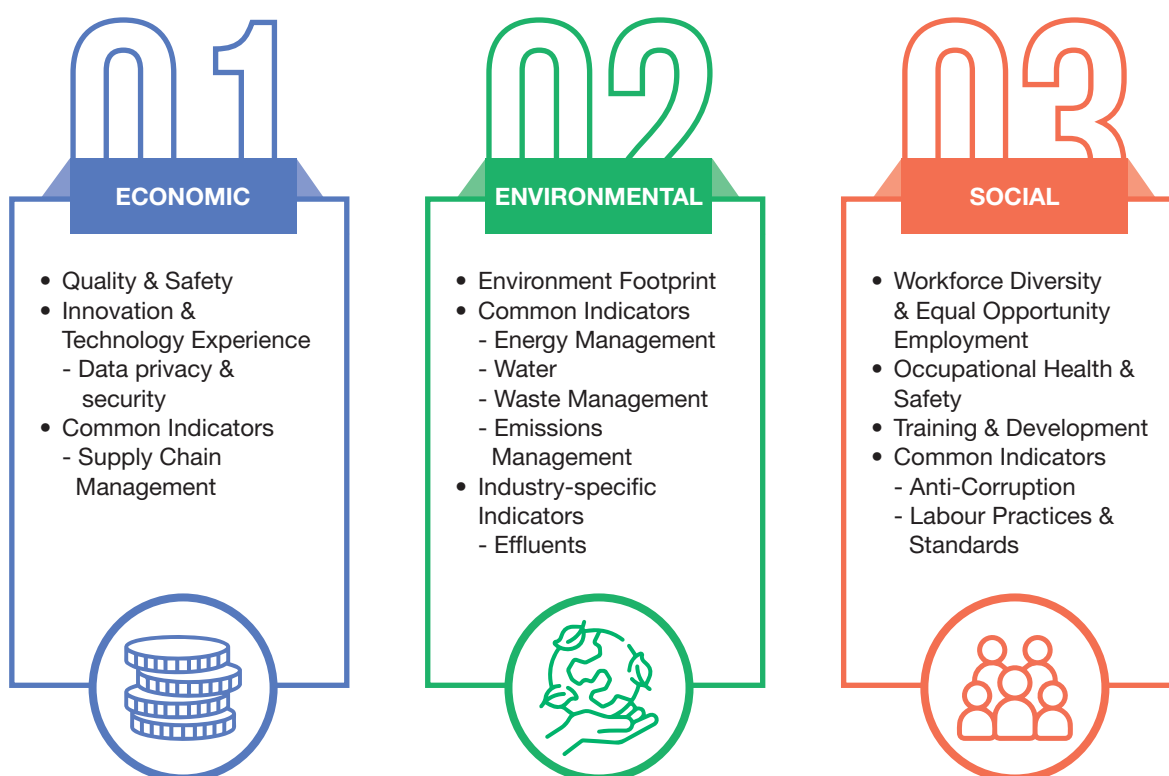 01
ECONOMIC
• Quality & Safety
• Innovation &
Technology Experience
- Data privacy &
security
• Common Indicators
- Supply Chain
Management
02
ENVIRONMENTAL
• Environment Footprint
• Common Indicators
- Energy Management
- Water
- Waste Management
- Emissions
Management
• Industry-specific
Indicators
- Effluents
03
SOCIAL
• Workforce Diversity
& Equal Opportunity
Employment
• Occupational Health &
Safety
• Training & Development
• Common Indicators
- Anti-Corruption
- Labour Practices &
Standards